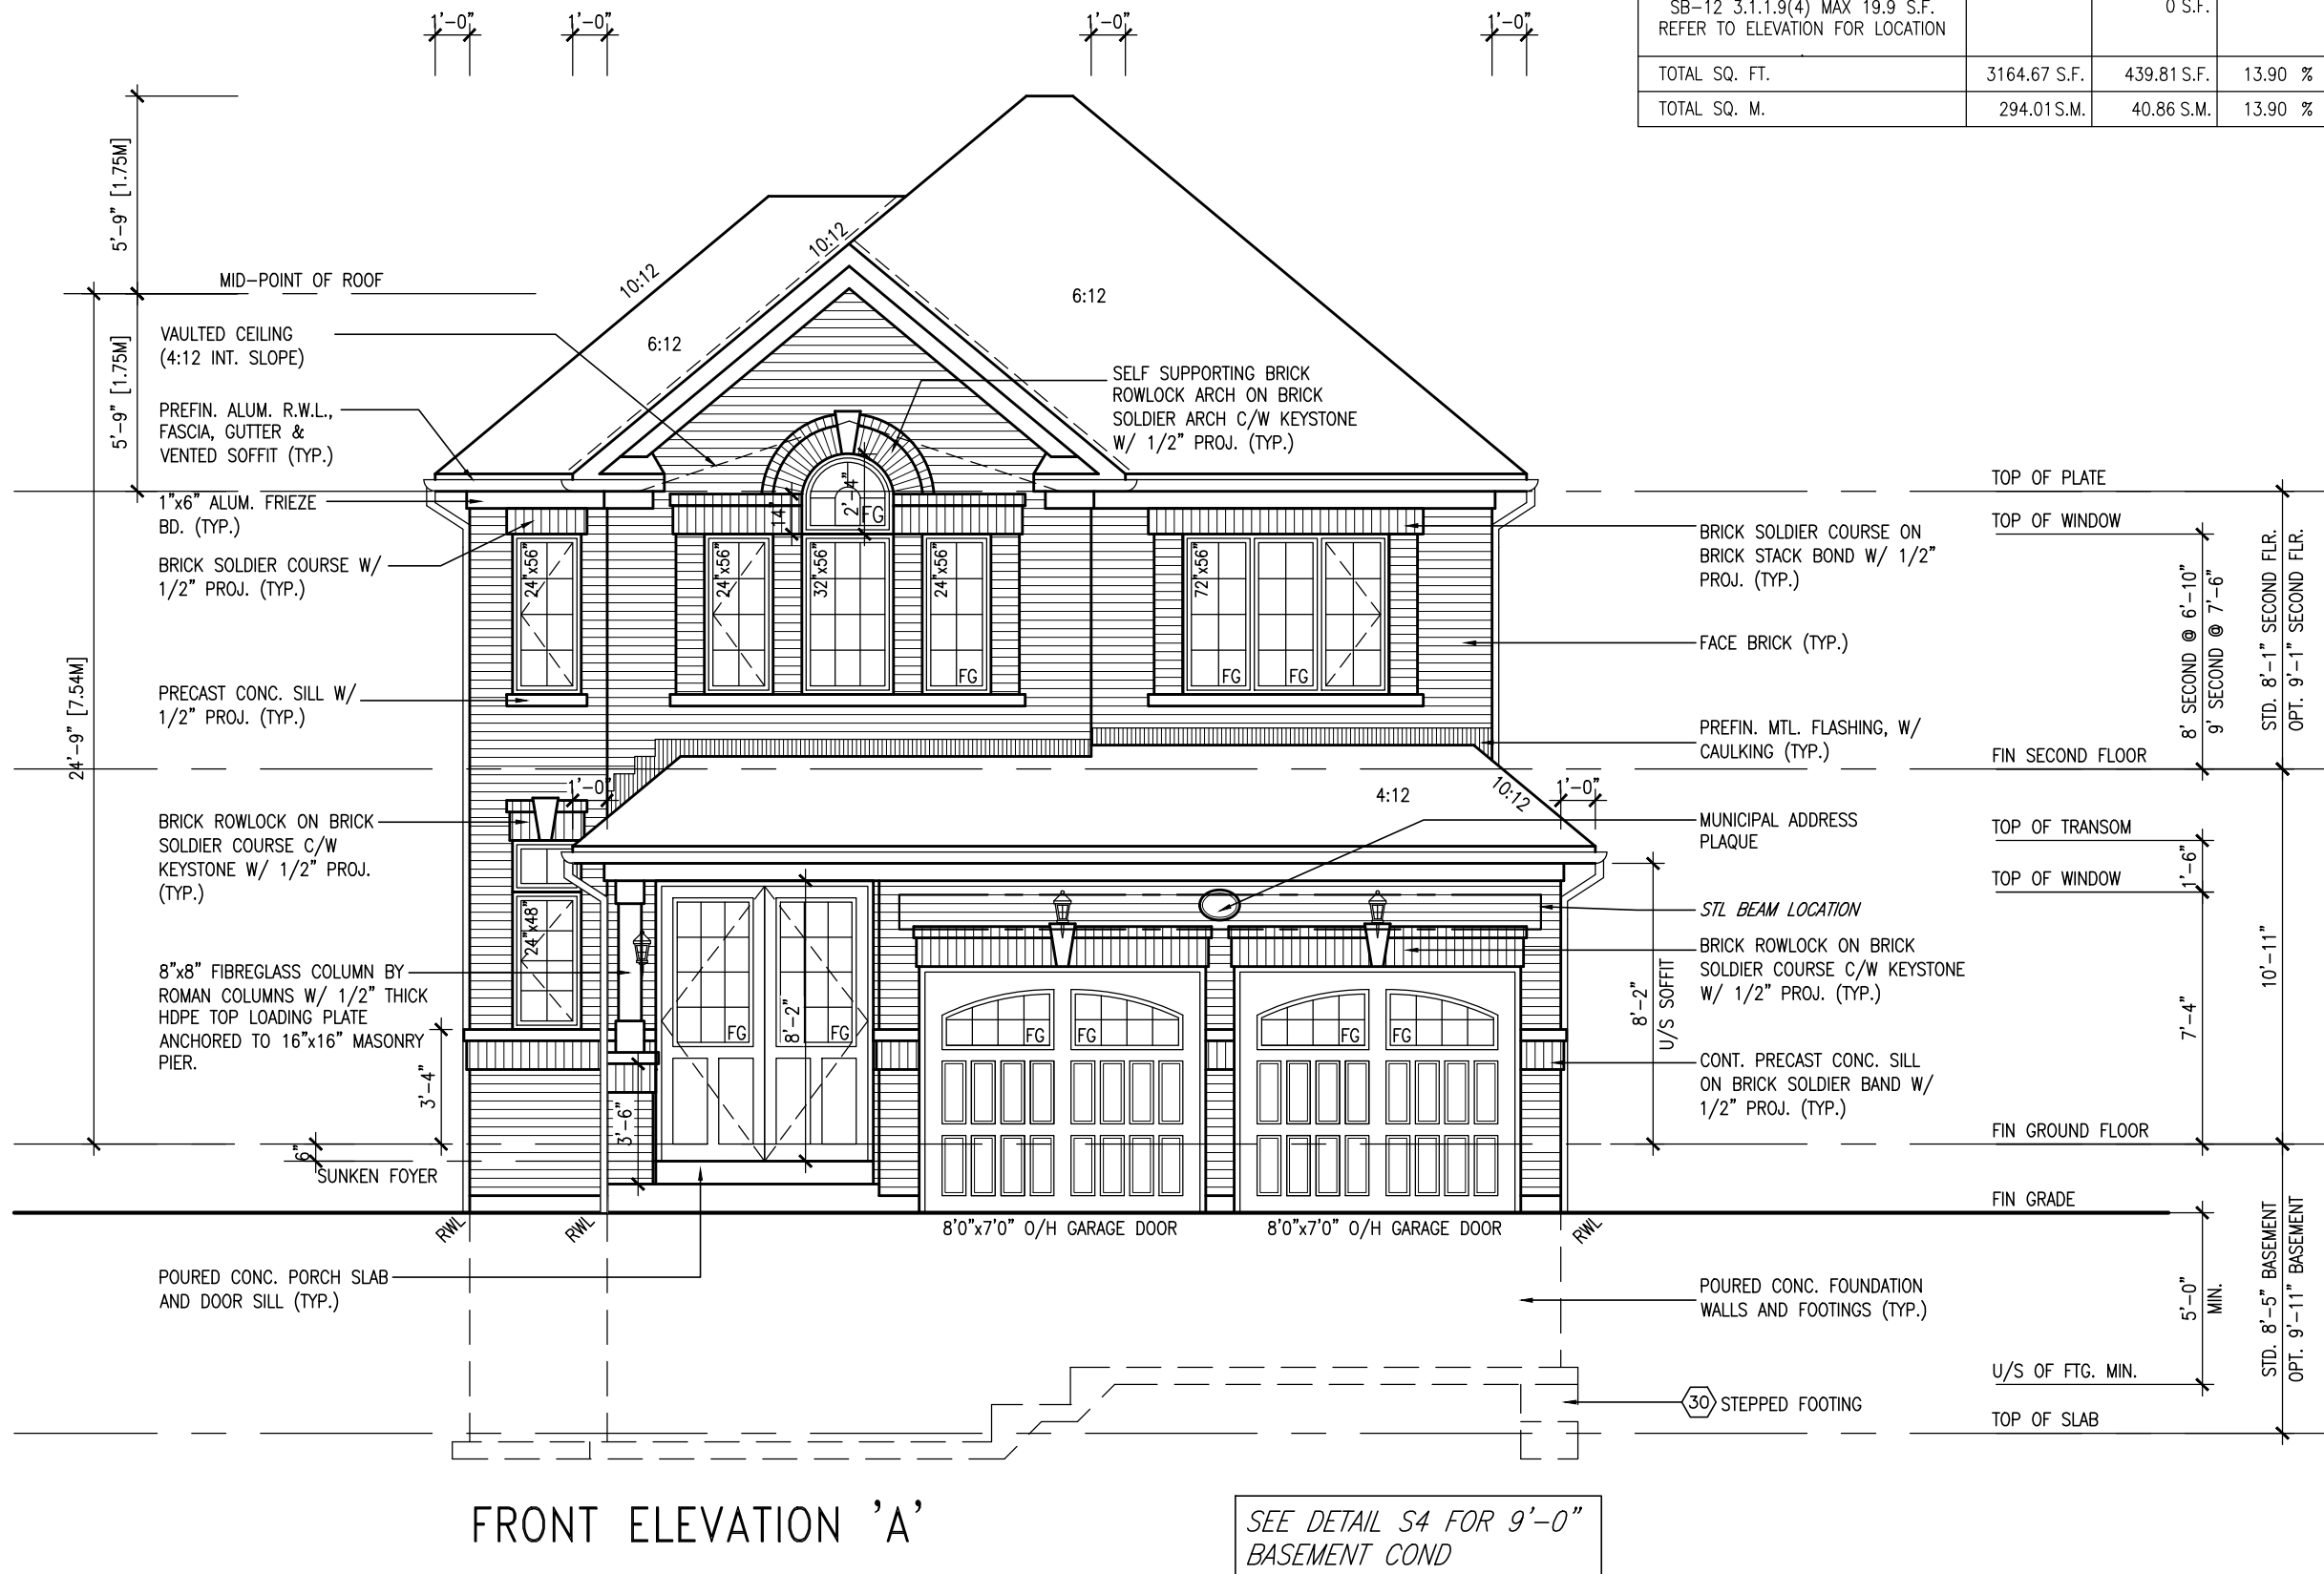 1'-0"
1'-0"
1'-0"
1'-0"
SB-12 3.1.1.9(4) MAX 19.9 S.F.
REFER TO ELEVATION FOR LOCATION
0 S.F.
TOTAL SQ. FT. 3164.67 S.F. 439.81 S.F. 13.90 %
TOTAL SQ. M. 294.01 S.M. 40.86 S.M. 13.90 %
5'-9" [1.75M]
5'-9" [1.75M]
24'-9" [7.54M]
MID-POINT OF ROOF
VAULTED CEILING
(4:12 INT. SLOPE)
PREFIN. ALUM. R.W.L.,
FASCIA, GUTTER &
VENTED SOFFIT (TYP.)
1"x6" ALUM. FRIEZE
BD. (TYP.)
BRICK SOLDIER COURSE W/
1/2" PROJ. (TYP.)
PRECAST CONC. SILL W/
1/2" PROJ. (TYP.)
BRICK ROWLOCK ON BRICK
SOLDIER COURSE C/W
KEYSTONE W/ 1/2" PROJ.
(TYP.)
8"x8" FIBREGLASS COLUMN BY
ROMAN COLUMNS W/ 1/2" THICK
HDPE TOP LOADING PLATE
ANCHORED TO 16"x16" MASONRY
PIER.
3'-4"
6"
SUNKEN FOYER
POURED CONC. PORCH SLAB
AND DOOR SILL (TYP.)
10:12
10:12
6:12
6:12
SELF SUPPORTING BRICK
ROWLOCK ARCH ON BRICK
SOLDIER ARCH C/W KEYSTONE
W/ 1/2" PROJ. (TYP.)
14"
2'-4"
FG
24"x56"
24"x56"
32"x56"
24"x56"
FG
72"x56"
FG
FG
1'-0"
4:12
10:12
1'-0"
24"x48"
FG
8'-2"
FG
3'-6"
FG
FG
FG
FG
8'-2"
U/S SOFFIT
RWL
RWL
8'0"x7'0" O/H GARAGE DOOR
8'0"x7'0" O/H GARAGE DOOR
RWL
BRICK SOLDIER COURSE ON
BRICK STACK BOND W/ 1/2"
PROJ. (TYP.)
FACE BRICK (TYP.)
PREFIN. MTL. FLASHING, W/
CAULKING (TYP.)
MUNICIPAL ADDRESS
PLAQUE
STL BEAM LOCATION
BRICK ROWLOCK ON BRICK
SOLDIER COURSE C/W KEYSTONE
W/ 1/2" PROJ. (TYP.)
CONT. PRECAST CONC. SILL
ON BRICK SOLDIER BAND W/
1/2" PROJ. (TYP.)
POURED CONC. FOUNDATION
WALLS AND FOOTINGS (TYP.)
30 STEPPED FOOTING
TOP OF PLATE
TOP OF WINDOW
FIN SECOND FLOOR
TOP OF TRANSOM
TOP OF WINDOW
FIN GROUND FLOOR
FIN GRADE
U/S OF FTG. MIN.
TOP OF SLAB
8' SECOND @ 6'-10"
9' SECOND @ 7'-6"
STD. 8'-1" SECOND FLR.
OPT. 9'-1" SECOND FLR.
1'-6"
7'-4"
10'-11"
5'-0"
MIN.
STD. 8'-5" BASEMENT
OPT. 9'-11" BASEMENT
FRONT ELEVATION 'A'
SEE DETAIL S4 FOR 9'-0"
BASEMENT COND